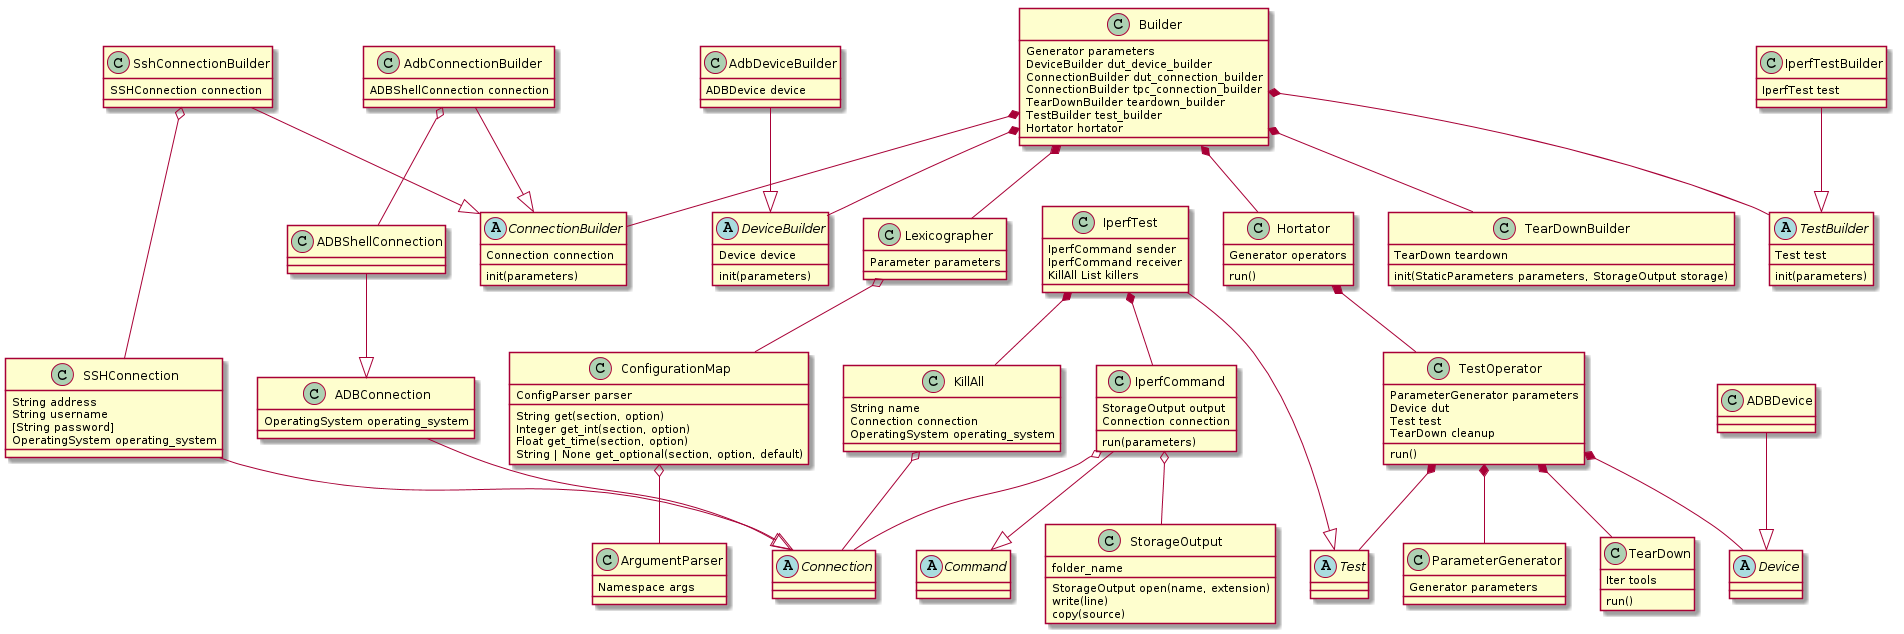 C Builder
Generator parameters
DeviceBuilder dut_device_builder
ConnectionBuilder dut_connection_builder
ConnectionBuilder tpc_connection_builder
TearDownBuilder teardown_builder
TestBuilder test_builder
Hortator hortator
C SshConnectionBuilder
SSHConnection connection
C AdbConnectionBuilder
ADBShellConnection connection
C AdbDeviceBuilder
ADBDevice device
C IperfTestBuilder
IperfTest test
C ADBShellConnection
A ConnectionBuilder
Connection connection
init(parameters)
A DeviceBuilder
Device device
init(parameters)
C Lexicographer
Parameter parameters
C IperfTest
IperfCommand sender
IperfCommand receiver
KillAll List killers
C Hortator
Generator operators
run()
C TearDownBuilder
TearDown teardown
init(StaticParameters parameters, StorageOutput storage)
A TestBuilder
Test test
init(parameters)
C SSHConnection
String address
String username
[String password]
OperatingSystem operating_system
C ADBConnection
OperatingSystem operating_system
C ConfigurationMap
ConfigParser parser
String get(section, option)
Integer get_int(section, option)
Float get_time(section, option)
String | None get_optional(section, option, default)
C KillAll
String name
Connection connection
OperatingSystem operating_system
C IperfCommand
StorageOutput output
Connection connection
run(parameters)
C TestOperator
ParameterGenerator parameters
Device dut
Test test
TearDown cleanup
run()
C ADBDevice
C ArgumentParser
Namespace args
A Connection
A Command
C StorageOutput
folder_name
StorageOutput open(name, extension)
write(line)
copy(source)
A Test
C ParameterGenerator
Generator parameters
C TearDown
Iter tools
run()
A Device